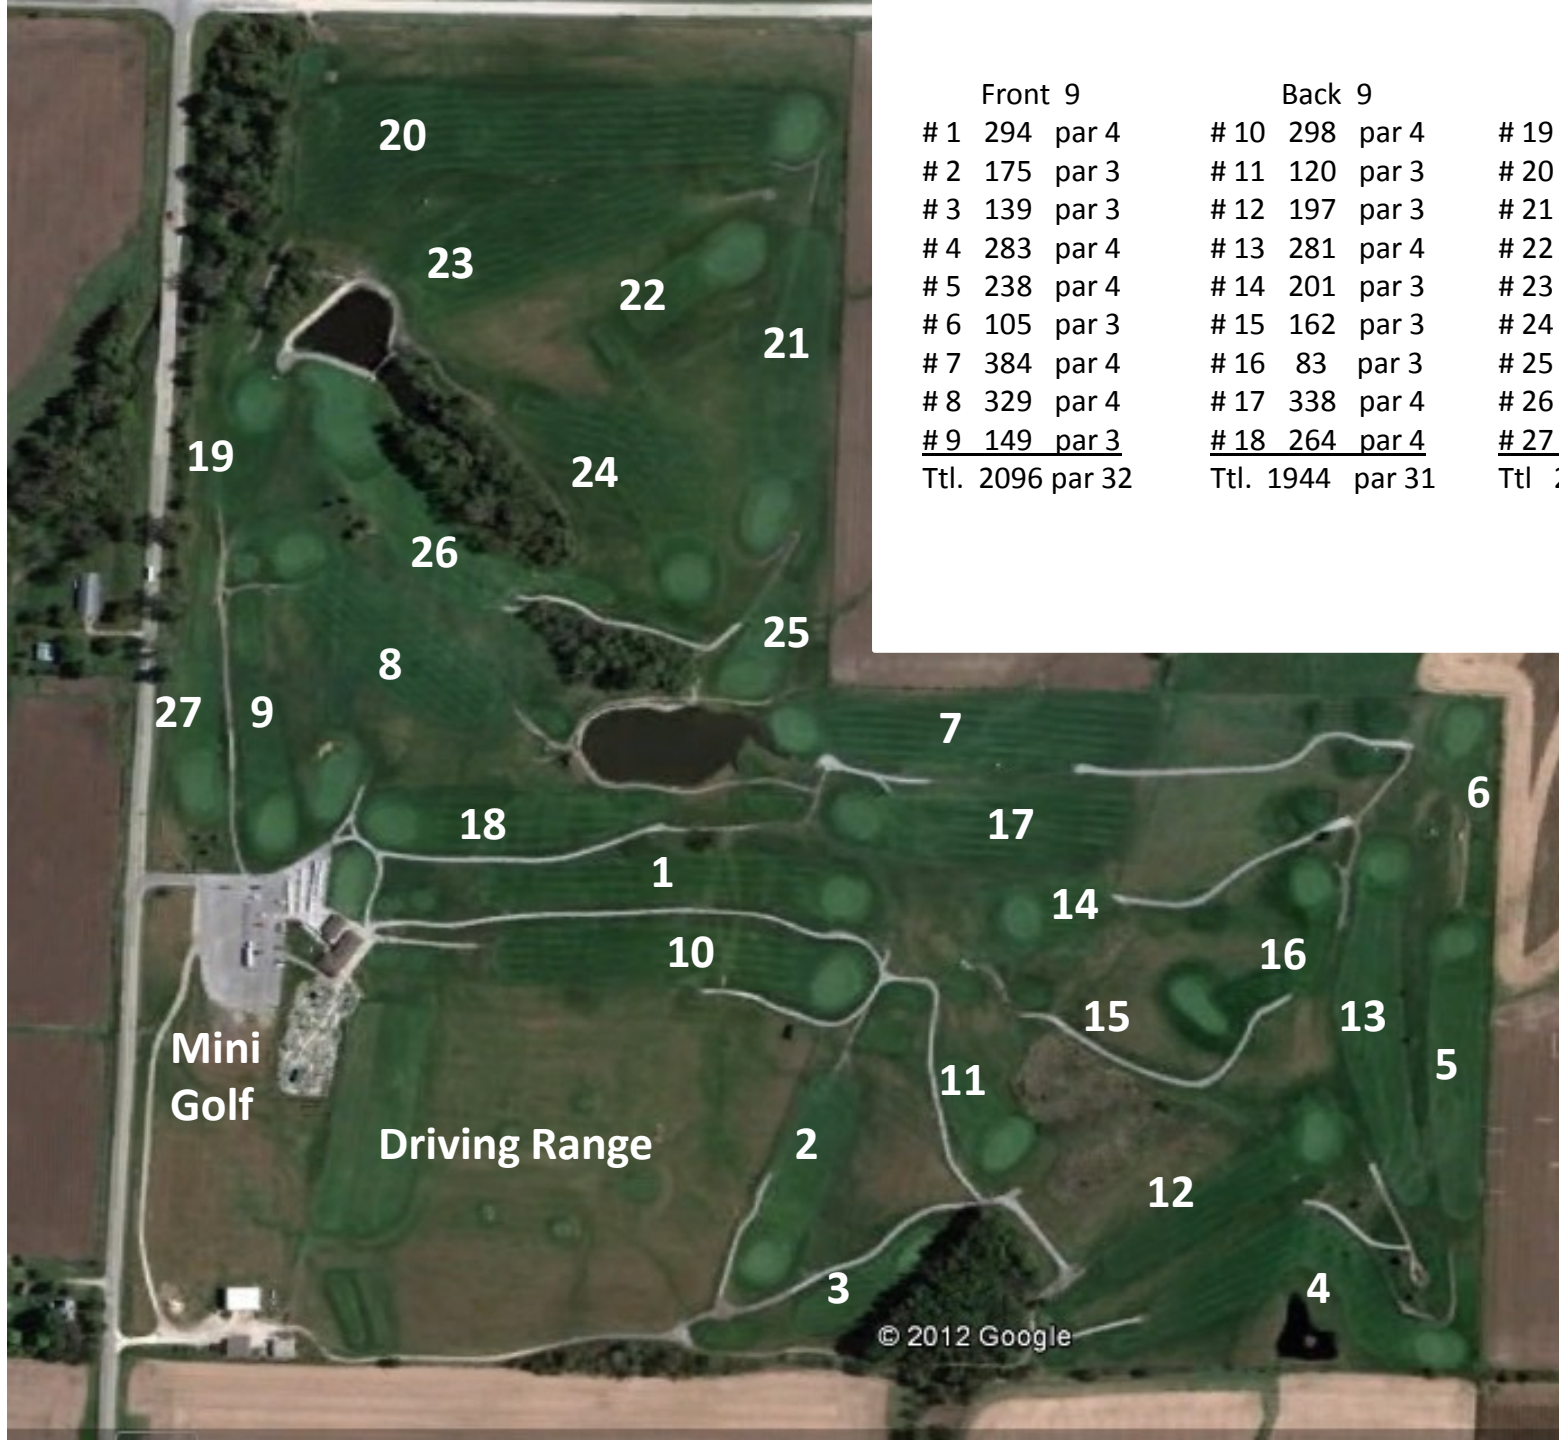 Front 9
# 1 294 par 4
# 2 175 par 3
# 3 139 par 3
# 4 283 par 4
# 5 238 par 4
# 6 105 par 3
# 7 384 par 4
# 8 329 par 4
# 9 149 par 3
Ttl. 2096 par 32
Back 9
# 10 298 par 4
# 11 120 par 3
# 12 197 par 3
# 13 281 par 4
# 14 201 par 3
# 15 162 par 3
# 16 83 par 3
# 17 338 par 4
# 18 264 par 4
Ttl. 1944 par 31
# 19
# 20
# 21
# 22
# 23
# 24
# 25
# 26
# 27
Ttl
20
23
22
21
19
24
26
25
8
27
9
7
6
18
17
1
14
10
16
15
13
Mini
Golf
5
11
Driving Range
2
12
3
4
© 2012 Google